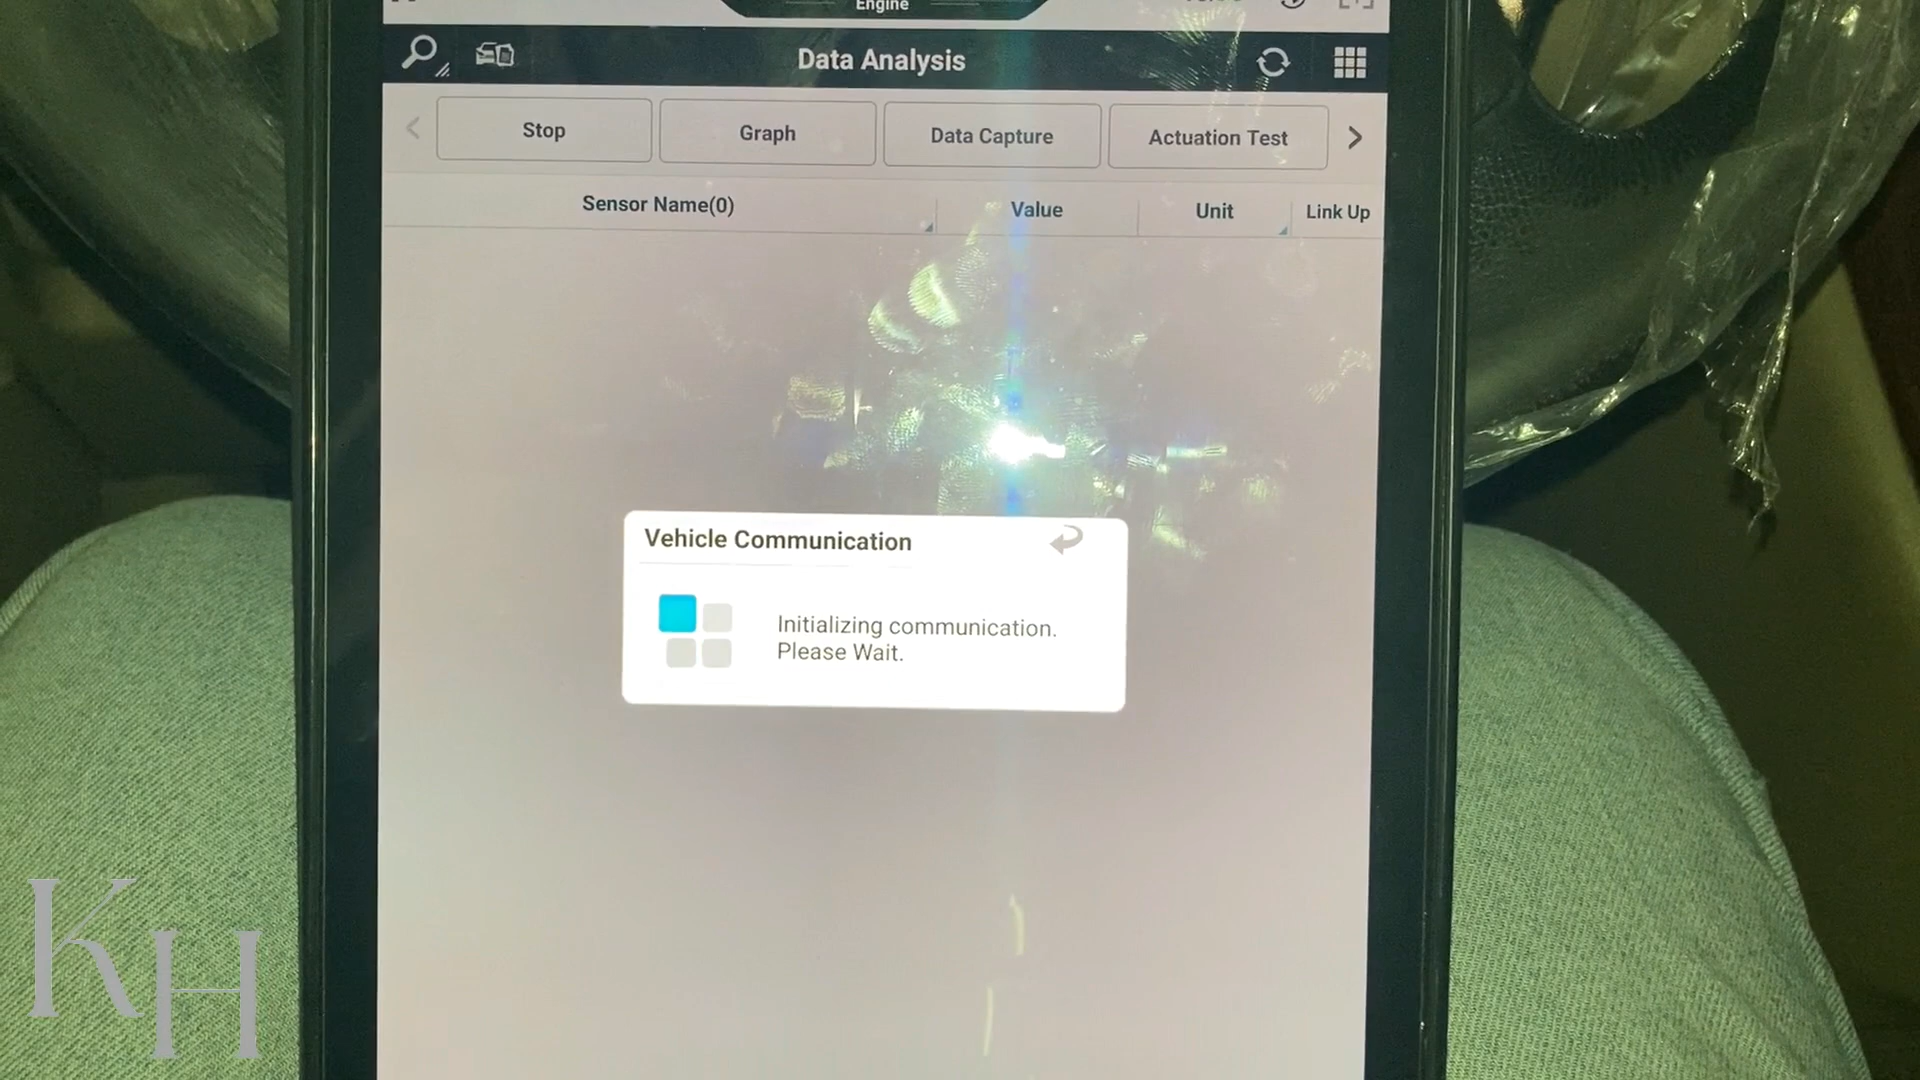 Engine
Data Analysis
Stop
Graph
Data Capture
Actuation Test
Sensor Name(0)
Value
Unit
Link Up
Vehicle Communication
Initializing communication.
Please Wait.
KH